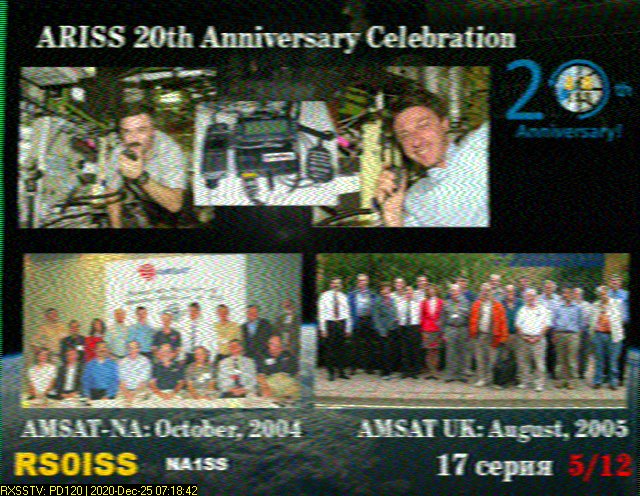 ARISS 20th Anniversary Celebration
20th
Anniversary!
AMSAT-NA: October, 2004
AMSAT UK: August, 2005
RS0ISS NA1SS 17 серия 5/12
RXSSTV: PD120 | 2020-Dec-25 07:18:42